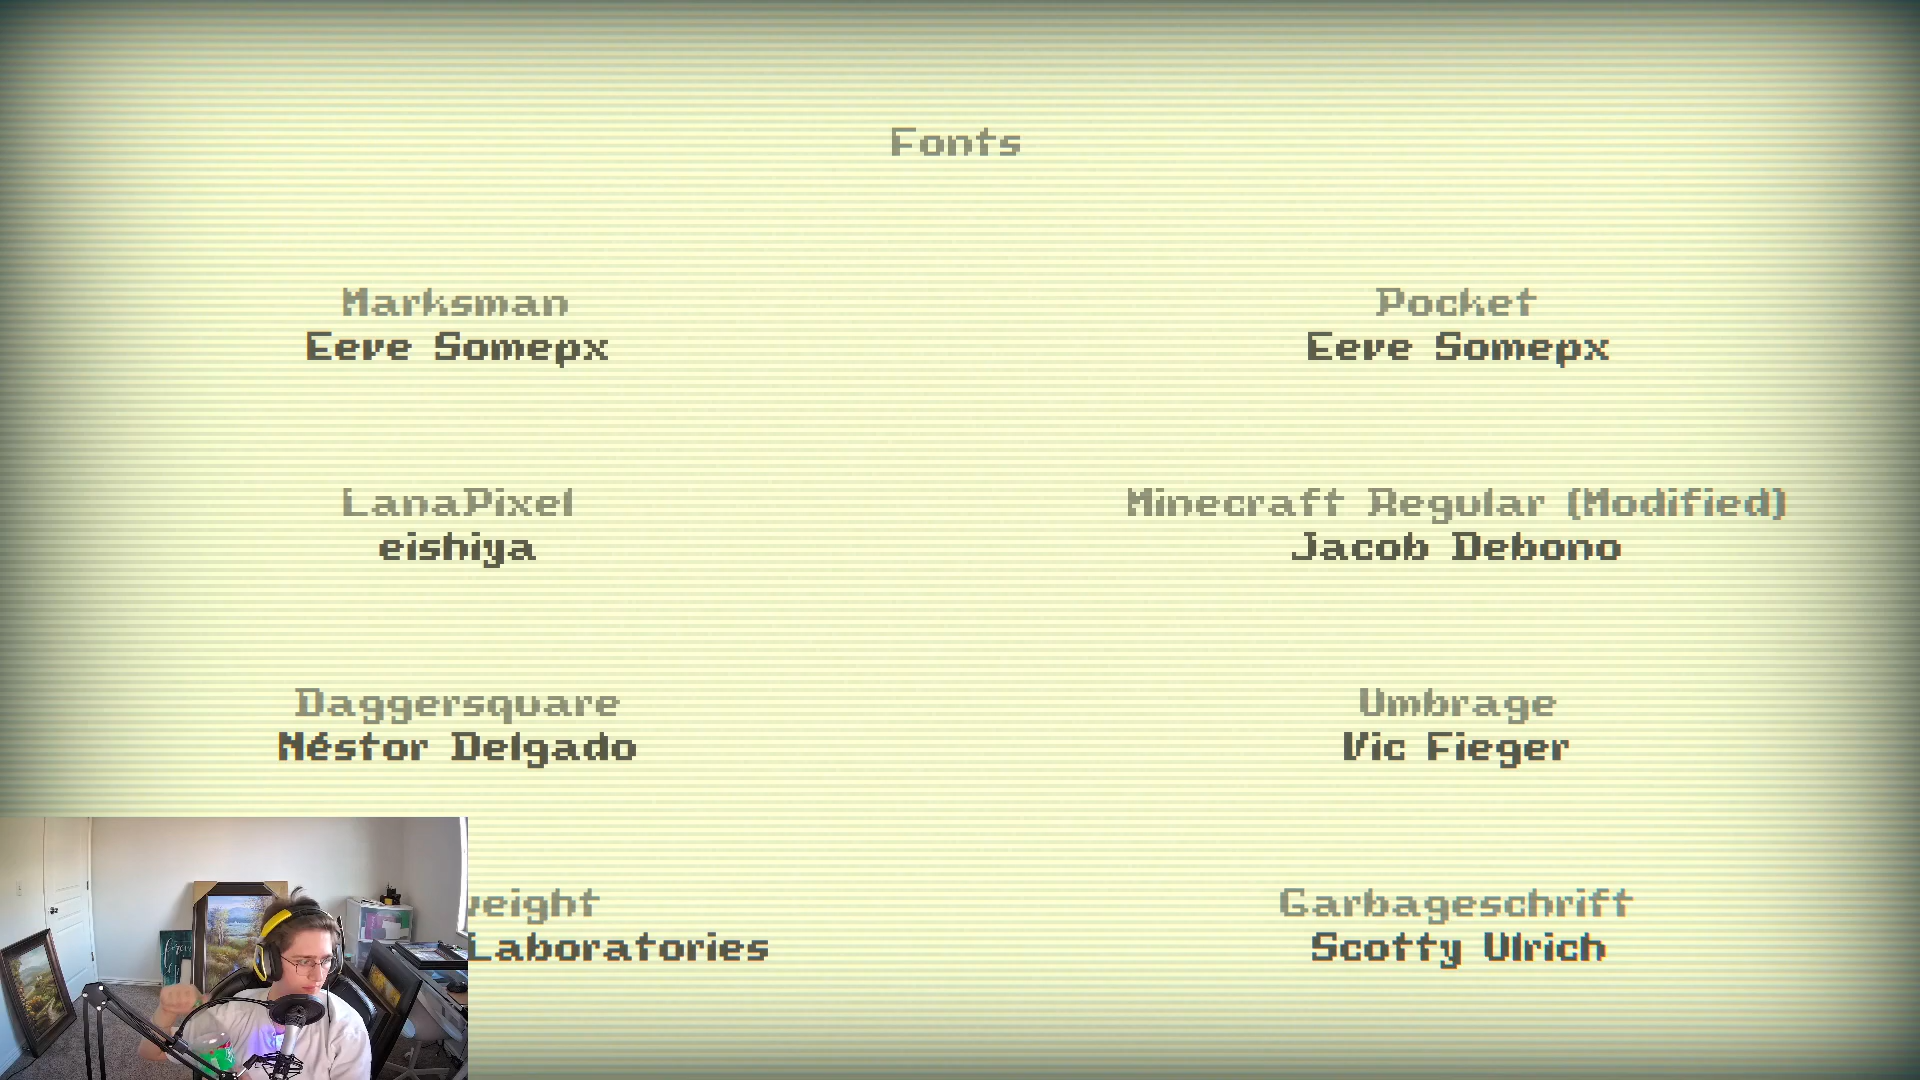 Fonts
Marksman
Eeve Somepx
Pocket
Eeve Somepx
LanaPixel
eishiya
Minecraft Regular (Modified)
Jacob Debono
Daggersquare
Néstor Delgado
Umbrage
Vic Fieger
Laboratories
Garbageschrift
Scotty Ulrich